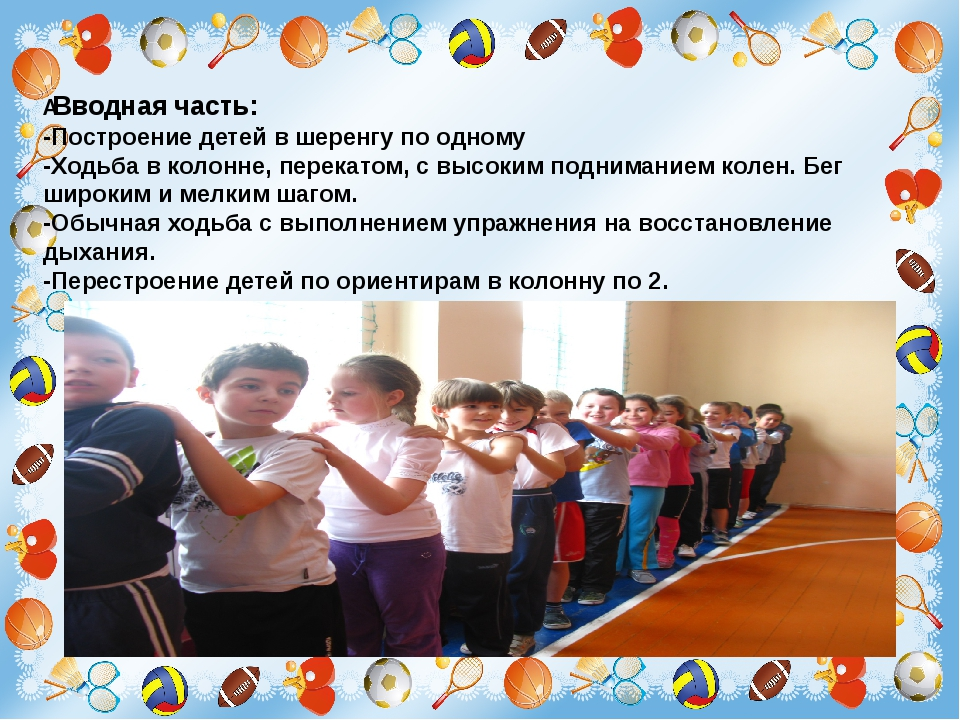 АВводная часть:
-Построение детей в шеренгу по одному
-Ходьба в колонне, перекатом, с высоким подниманием колен. Бег
широким и мелким шагом.
-Обычная ходьба с выполнением упражнения на восстановление
дыхания.
-Перестроение детей по ориентирам в колонну по 2.